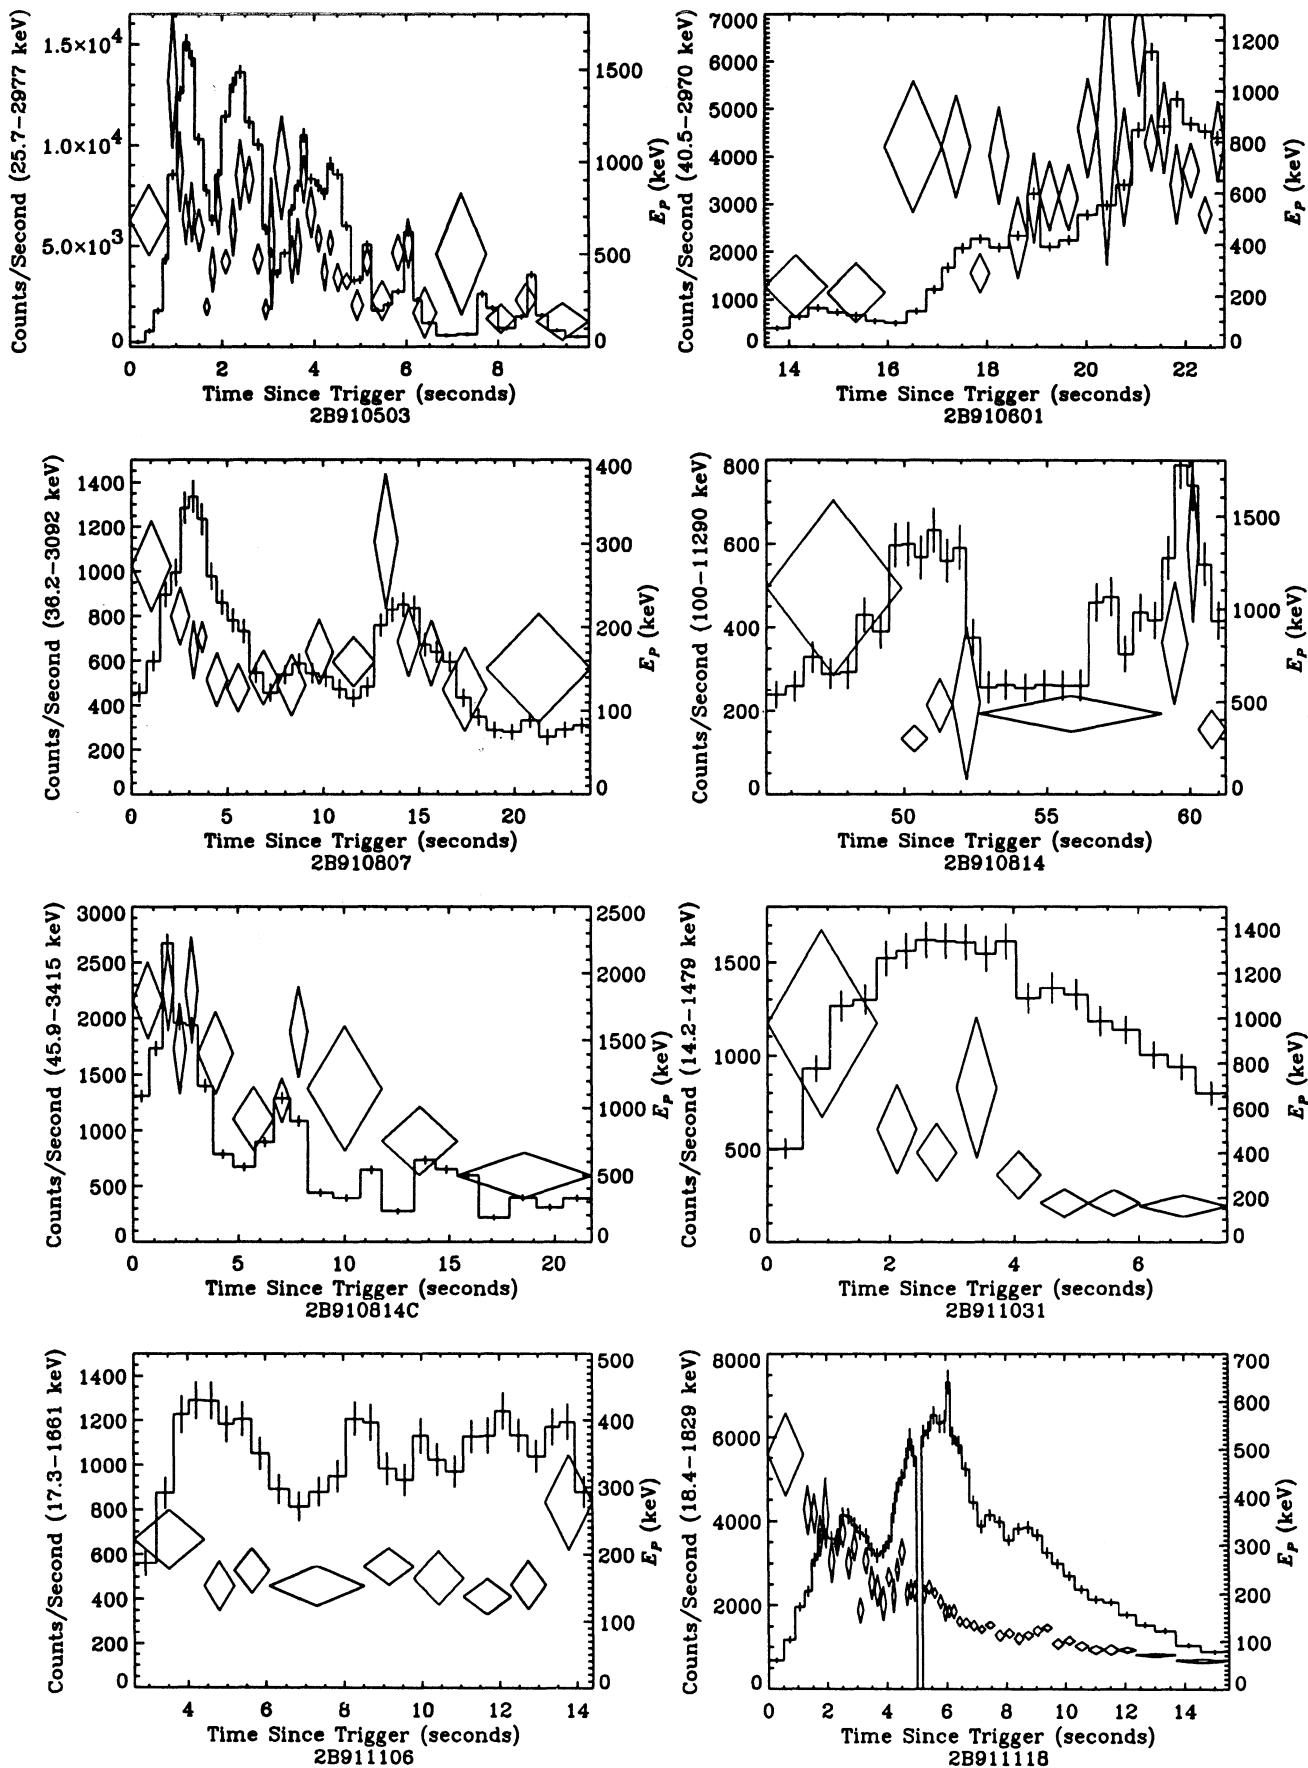 Counts/Second (25.7−2977 keV)
1.5×10⁴
1.0×10⁴
5.0×10³
0
1500
1000
500
0
E_P (keV)
0 2 4 6 8
Time Since Trigger (seconds)
2B910503
Counts/Second (40.5−2970 keV)
7000
6000
5000
4000
3000
2000
1000
0
1200
1000
800
600
400
200
0
E_P (keV)
14 16 18 20 22
Time Since Trigger (seconds)
2B910601
Counts/Second (36.2−3092 keV)
1400
1200
1000
800
600
400
200
0
400
300
200
100
0
E_P (keV)
0 5 10 15 20
Time Since Trigger (seconds)
2B910807
Counts/Second (100−11290 keV)
800
600
400
200
0
1500
1000
500
0
E_P (keV)
50 55 60
Time Since Trigger (seconds)
2B910814
Counts/Second (45.9−3415 keV)
3000
2500
2000
1500
1000
500
0
2500
2000
1500
1000
500
0
E_P (keV)
0 5 10 15 20
Time Since Trigger (seconds)
2B910814C
Counts/Second (14.2−1479 keV)
1500
1000
500
0
1400
1200
1000
800
600
400
200
0
E_P (keV)
0 2 4 6
Time Since Trigger (seconds)
2B911031
Counts/Second (17.3−1661 keV)
1400
1200
1000
800
600
400
200
0
500
400
300
200
100
0
E_P (keV)
4 6 8 10 12 14
Time Since Trigger (seconds)
2B911106
Counts/Second (18.4−1829 keV)
8000
6000
4000
2000
0
700
600
500
400
300
200
100
0
E_P (keV)
0 2 4 6 8 10 12 14
Time Since Trigger (seconds)
2B911118